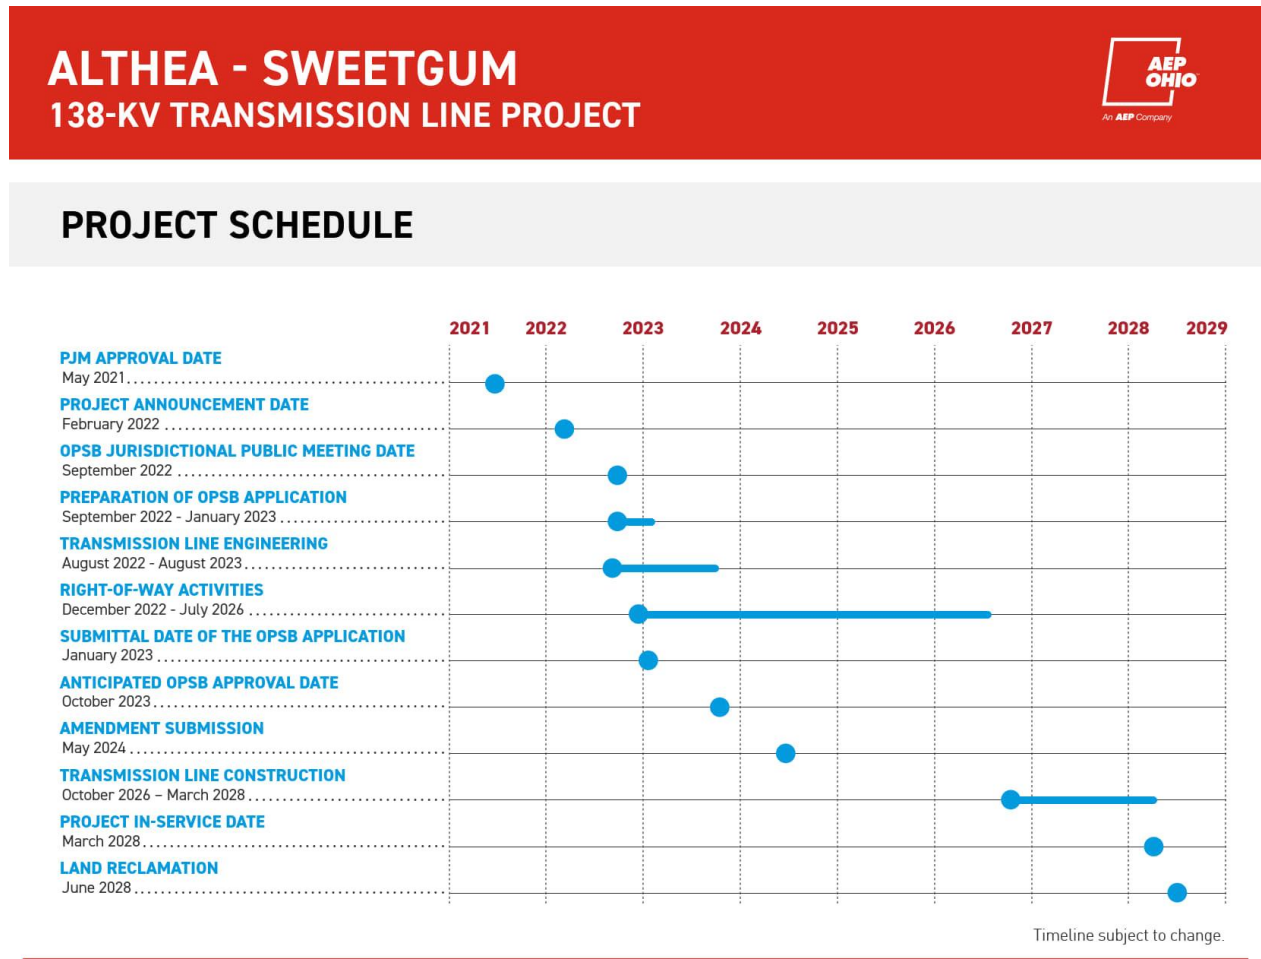 ALTHEA - SWEETGUM
138-KV TRANSMISSION LINE PROJECT
AEP
OHIO
An AEP Company
PROJECT SCHEDULE
2021 2022 2023 2024 2025 2026 2027 2028 2029
PJM APPROVAL DATE
May 2021
PROJECT ANNOUNCEMENT DATE
February 2022
OPSB JURISDICTIONAL PUBLIC MEETING DATE
September 2022
PREPARATION OF OPSB APPLICATION
September 2022 - January 2023
TRANSMISSION LINE ENGINEERING
August 2022 - August 2023
RIGHT-OF-WAY ACTIVITIES
December 2022 - July 2026
SUBMITTAL DATE OF THE OPSB APPLICATION
January 2023
ANTICIPATED OPSB APPROVAL DATE
October 2023
AMENDMENT SUBMISSION
May 2024
TRANSMISSION LINE CONSTRUCTION
October 2026 – March 2028
PROJECT IN-SERVICE DATE
March 2028
LAND RECLAMATION
June 2028
Timeline subject to change.